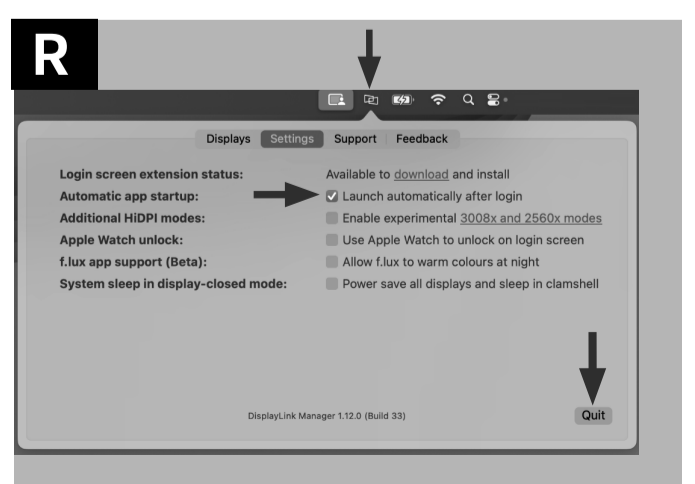 R
Displays Settings Support Feedback
Login screen extension status: Available to download and install
Automatic app startup: Launch automatically after login
Additional HiDPI modes: Enable experimental 3008x and 2560x modes
Apple Watch unlock: Use Apple Watch to unlock on login screen
f.lux app support (Beta): Allow f.lux to warm colours at night
System sleep in display-closed mode: Power save all displays and sleep in clamshell
DisplayLink Manager 1.12.0 (Build 33) Quit